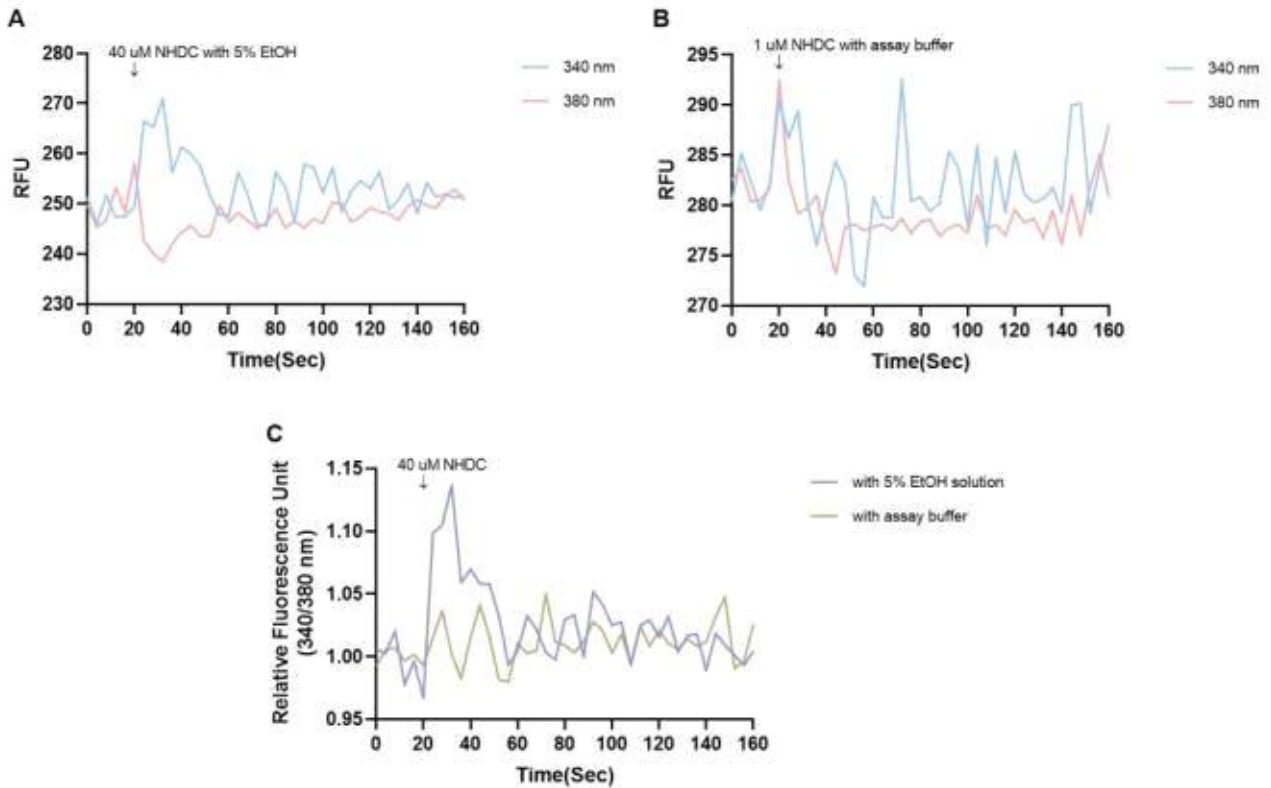 A
40 uM NHDC with 5% EtOH
280
270
260
250
240
230
RFU
0 20 40 60 80 100 120 140 160
Time(Sec)
340 nm
380 nm
B
1 uM NHDC with assay buffer
295
290
285
280
275
270
RFU
0 20 40 60 80 100 120 140 160
Time(Sec)
340 nm
380 nm
C
40 uM NHDC
1.15
1.10
1.05
1.00
0.95
Relative Fluorescence Unit
(340/380 nm)
0 20 40 60 80 100 120 140 160
Time(Sec)
with 5% EtOH solution
with assay buffer